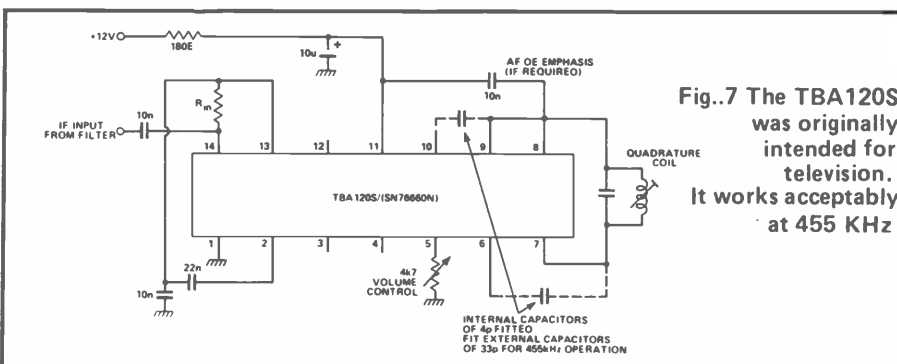 +12V
180E
10u
+
AF DE EMPHASIS
(IF REQUIRED)
10n
Fig..7 The TBA120S
was originally
intended for
television.
It works acceptably
at 455 KHz
IF INPUT
FROM FILTER
10n
Rin
14
13
12
11
10
9
8
QUADRATURE
COIL
TBA120S/(SN76660N)
1
2
3
4
5
6
7
22n
10n
4k7
VOLUME
CONTROL
INTERNAL CAPACITORS
OF 4p FITTED
FIT EXTERNAL CAPACITORS
OF 33p FOR 455kHz OPERATION